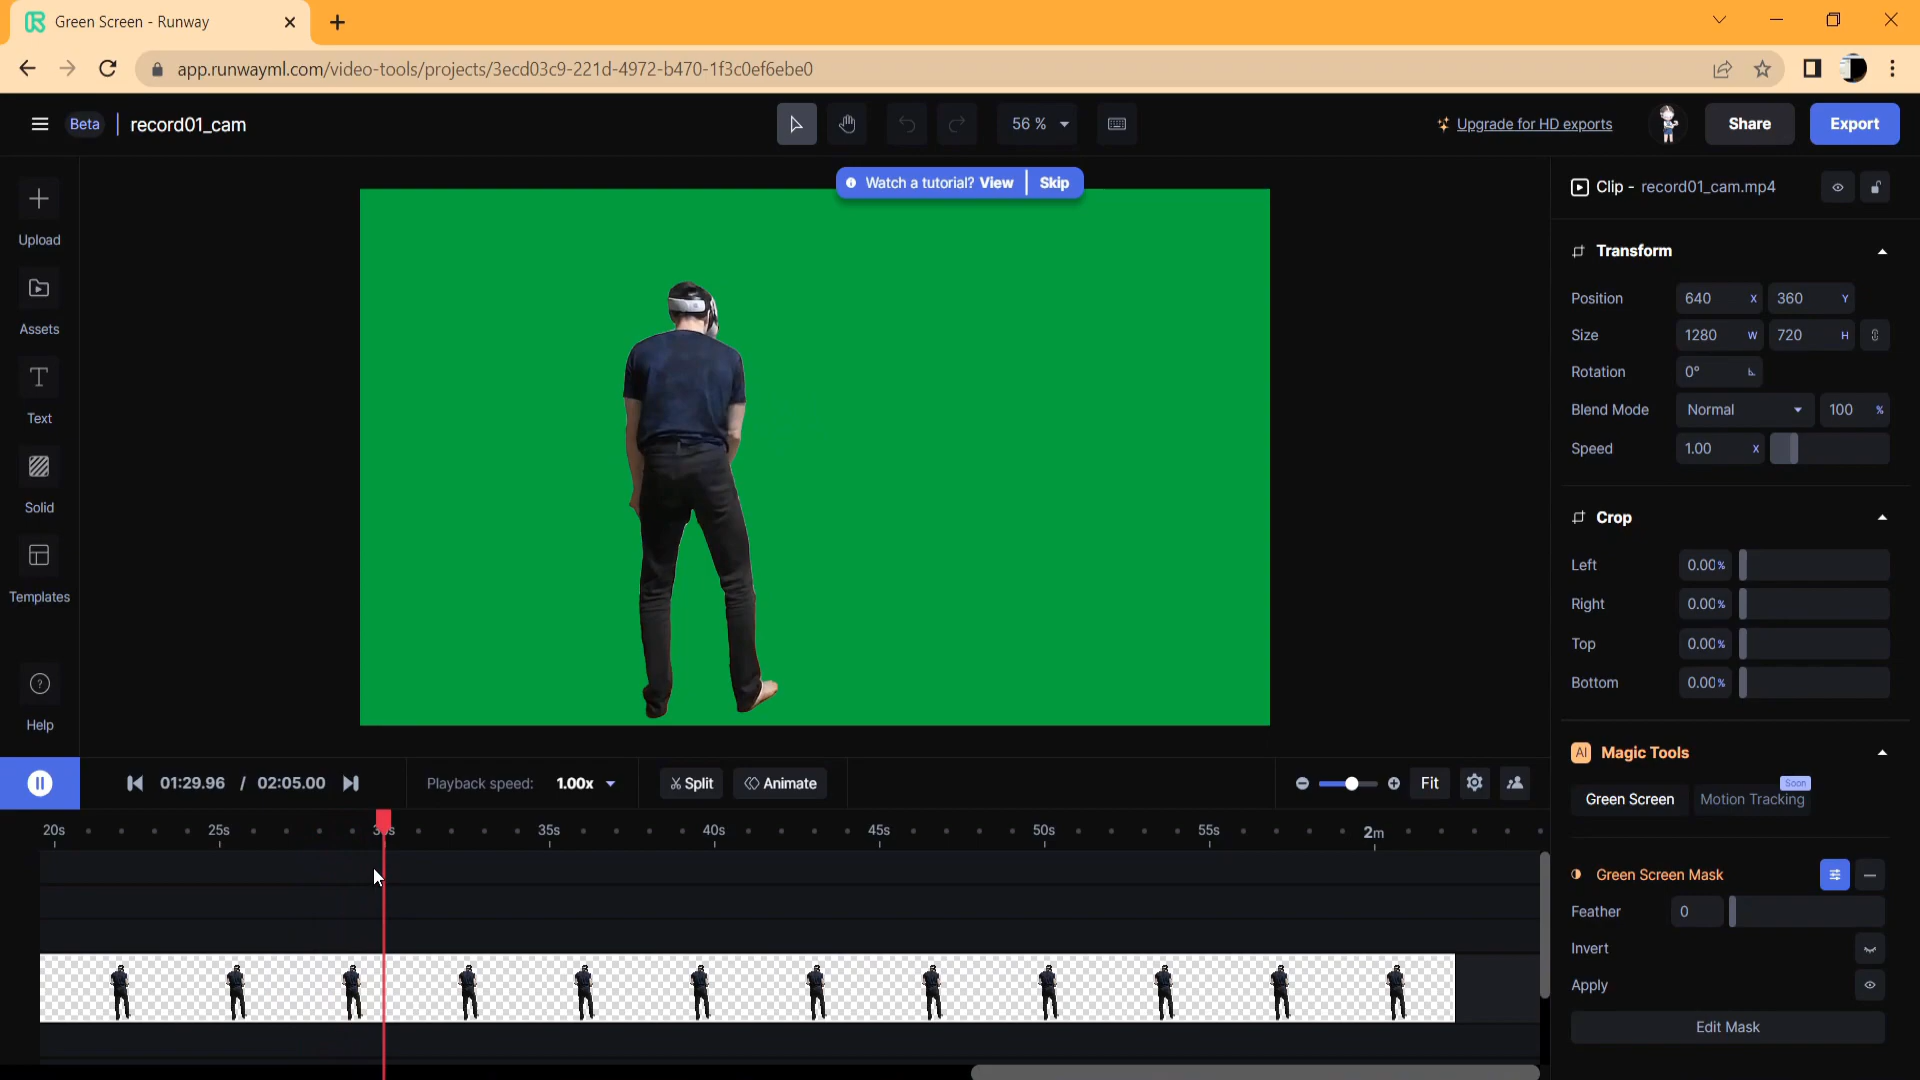 Green Screen - Runway
app.runwayml.com/video-tools/projects/3ecd03c9-221d-4972-b470-1f3c0ef6ebe0
Beta
record01_cam
56 %
Upgrade for HD exports
Share
Export
Watch a tutorial? View
Skip
Upload
Assets
Text
Solid
Templates
Help
Clip - record01_cam.mp4
Transform
Position 640 X 360 Y
Size 1280 W 720 H
Rotation 0°
Blend Mode Normal 100 %
Speed 1.00 X
Crop
Left 0.00%
Right 0.00%
Top 0.00%
Bottom 0.00%
AI Magic Tools
Soon
Green Screen Motion Tracking
Green Screen Mask
Feather 0
Invert
Apply
Edit Mask
01:29.96 / 02:05.00
Playback speed: 1.00x
Split
Animate
Fit
20s 25s 35s 40s 45s 50s 55s 2m